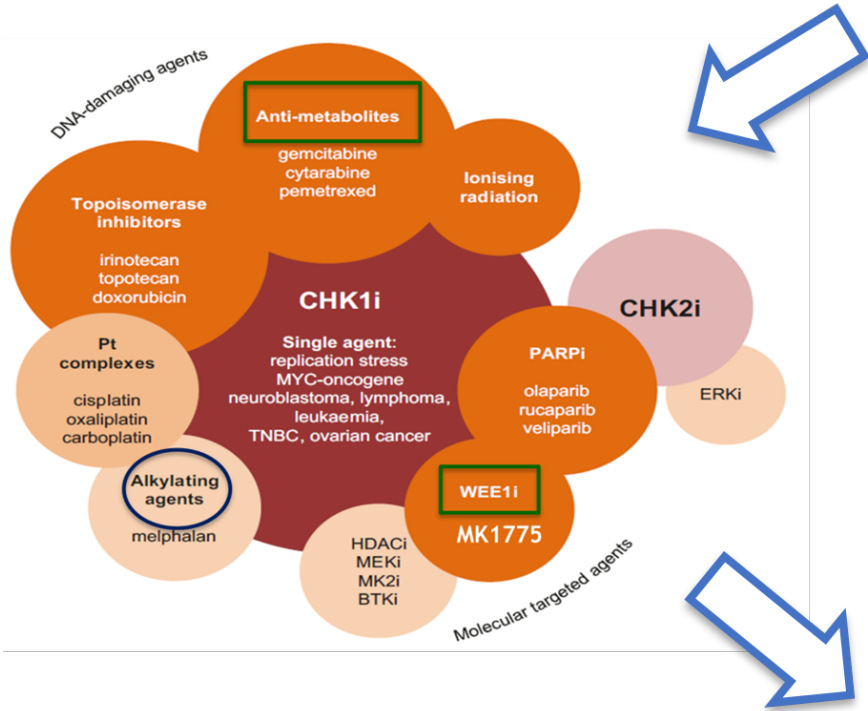 DNA-damaging agents
Anti-metabolites
gemcitabine
cytarabine
pemetrexed
Ionising
radiation
Topoisomerase
inhibitors
irinotecan
topotecan
doxorubicin
CHK1i
Single agent:
replication stress
MYC-oncogene
neuroblastoma, lymphoma,
leukaemia,
TNBC, ovarian cancer
CHK2i
PARPi
olaparib
rucaparib
veliparib
ERKi
Pt
complexes
cisplatin
oxaliplatin
carboplatin
Alkylating
agents
melphalan
WEE1i
MK1775
HDACi
MEKi
MK2i
BTKi
Molecular targeted agents